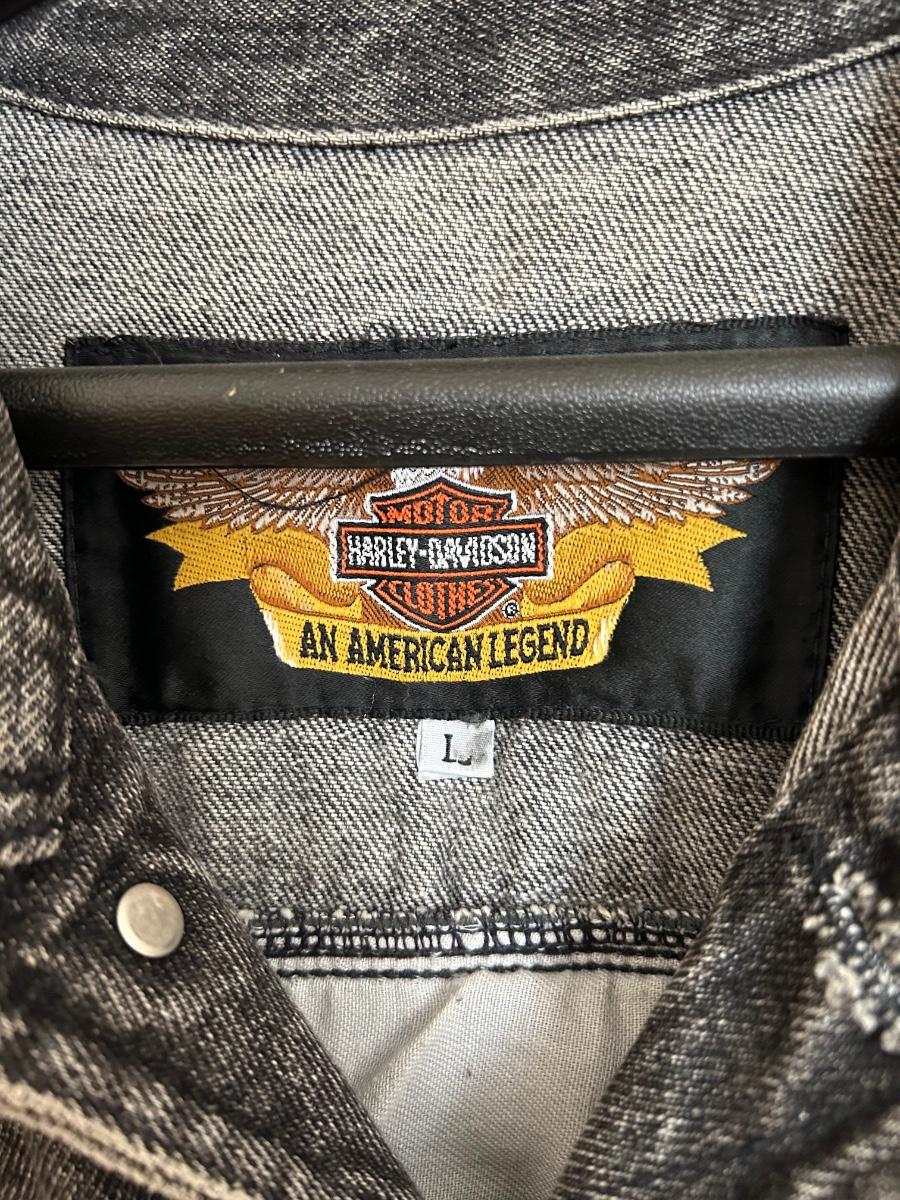 MOTOR
HARLEY-DAVIDSON
CLOTHES
®
AN AMERICAN LEGEND
L